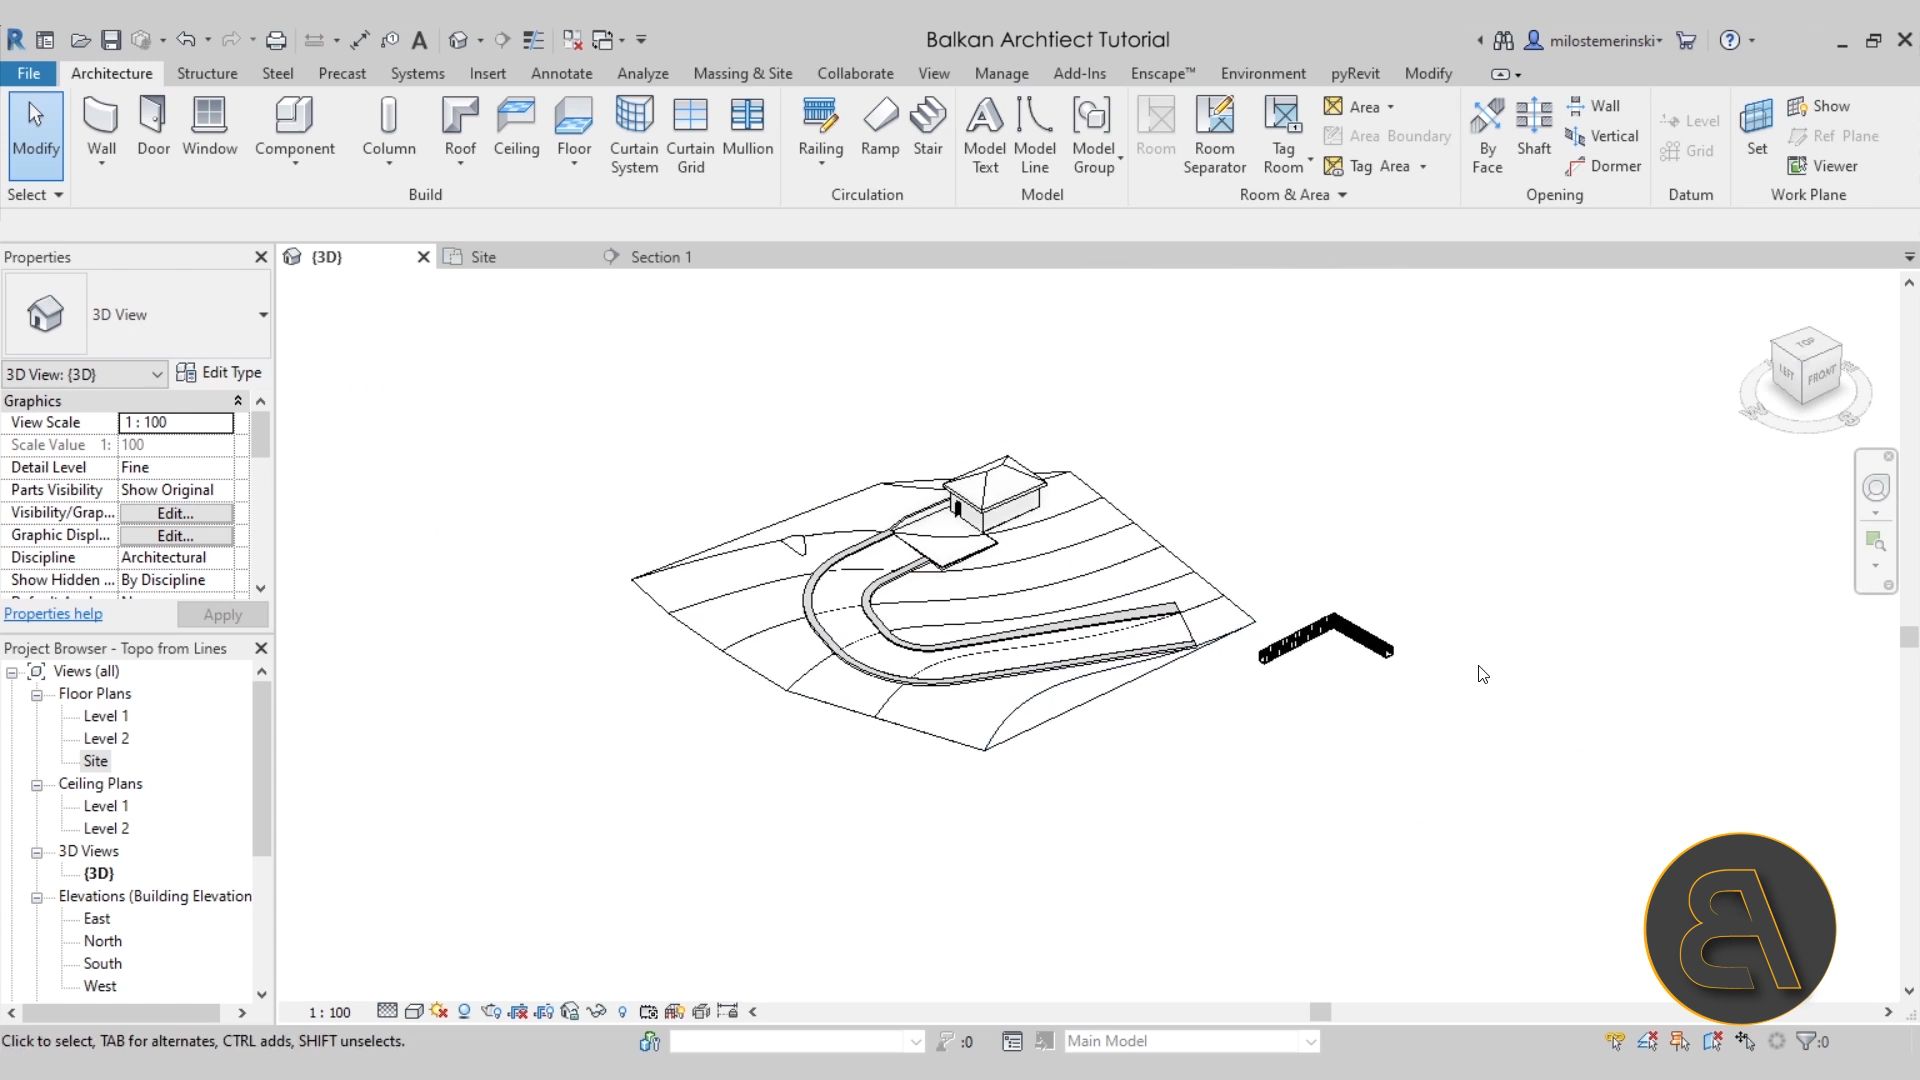 Balkan Archtiect Tutorial
milostemerinski
File Architecture Structure Steel Precast Systems Insert Annotate Analyze Massing & Site Collaborate View Manage Add-Ins Enscape™ Environment pyRevit Modify
Modify
Wall
Door
Window
Component
Column
Roof
Ceiling
Floor
Curtain System
Curtain Grid
Mullion
Railing
Ramp
Stair
Model Text
Model Line
Model Group
Room
Room Separator
Tag Room
Area
Area Boundary
Tag Area
By Face
Shaft
Wall
Vertical
Dormer
Level
Grid
Set
Show
Ref Plane
Viewer
Select Build Circulation Model Room & Area Opening Datum Work Plane
Properties
{3D} Site Section 1
3D View
3D View: {3D} Edit Type
Graphics
View Scale 1 : 100
Scale Value 1: 100
Detail Level Fine
Parts Visibility Show Original
Visibility/Grap... Edit...
Graphic Displ... Edit...
Discipline Architectural
Show Hidden ... By Discipline
Properties help Apply
Project Browser - Topo from Lines
Views (all)
Floor Plans
Level 1
Level 2
Site
Ceiling Plans
Level 1
Level 2
3D Views
{3D}
Elevations (Building Elevation
East
North
South
West
TOP
LEFT
FRONT
1 : 100
Click to select, TAB for alternates, CTRL adds, SHIFT unselects.
:0
Main Model
:0